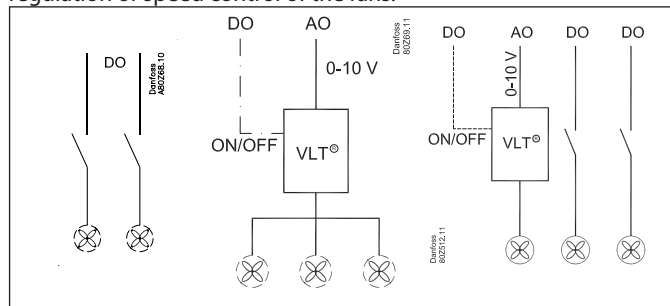 regulation or speed control of the fans.
DO
Danfoss
A80Z68.10
DO
AO
0-10 V
ON/OFF
VLT®
Danfoss
80Z69.11
DO
AO
DO
DO
0-10 V
ON/OFF
VLT®
Danfoss
80Z512.11